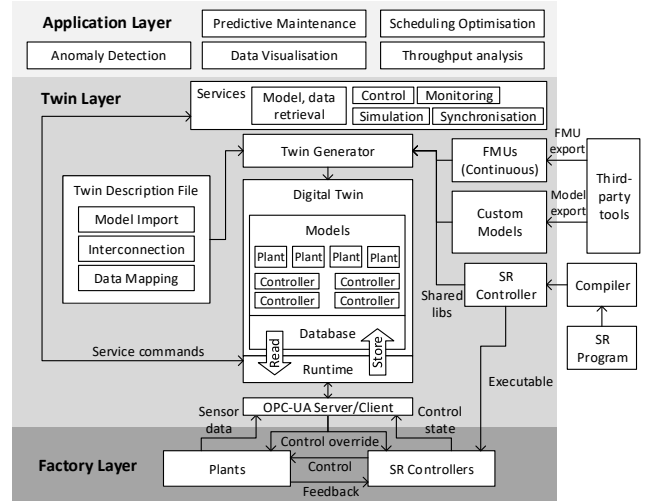 Application Layer
Predictive Maintenance
Scheduling Optimisation
Anomaly Detection
Data Visualisation
Throughput analysis
Twin Layer
Services
Model, data
retrieval
Control
Monitoring
Simulation
Synchronisation
Twin Generator
FMUs
(Continuous)
FMU
export
Third-
party
tools
Custom
Models
Model
export
Twin Description File
Model Import
Interconnection
Data Mapping
Digital Twin
Models
Plant
Plant
Plant
Plant
Controller
Controller
Controller
Controller
Database
Read
Store
Runtime
Shared
libs
SR
Controller
Compiler
SR
Program
Service commands
Executable
OPC-UA Server/Client
Sensor
data
Control
state
Control override
Factory Layer
Plants
Control
Feedback
SR Controllers